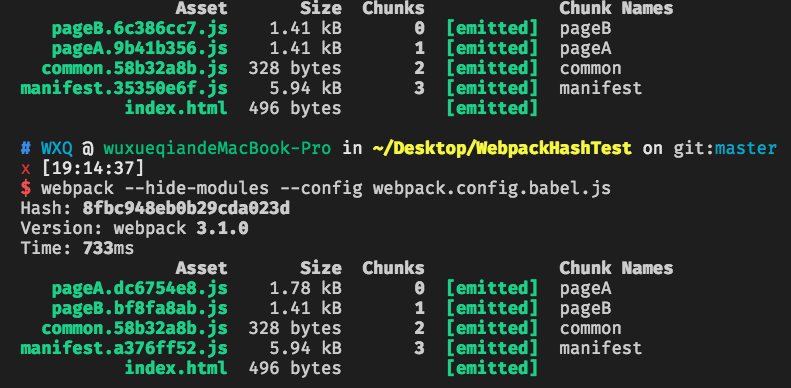 Asset Size Chunks Chunk Names
pageB.6c386cc7.js 1.41 kB 0 [emitted] pageB
pageA.9b41b356.js 1.41 kB 1 [emitted] pageA
common.58b32a8b.js 328 bytes 2 [emitted] common
manifest.35350e6f.js 5.94 kB 3 [emitted] manifest
index.html 496 bytes [emitted]
# WXQ @ wuxueqiandeMacBook-Pro in ~/Desktop/WebpackHashTest on git:master
x [19:14:37]
$ webpack --hide-modules --config webpack.config.babel.js
Hash: 8fbc948eb0b29cda023d
Version: webpack 3.1.0
Time: 733ms
Asset Size Chunks Chunk Names
pageA.dc6754e8.js 1.78 kB 0 [emitted] pageA
pageB.bf8fa8ab.js 1.41 kB 1 [emitted] pageB
common.58b32a8b.js 328 bytes 2 [emitted] common
manifest.a376ff52.js 5.94 kB 3 [emitted] manifest
index.html 496 bytes [emitted]